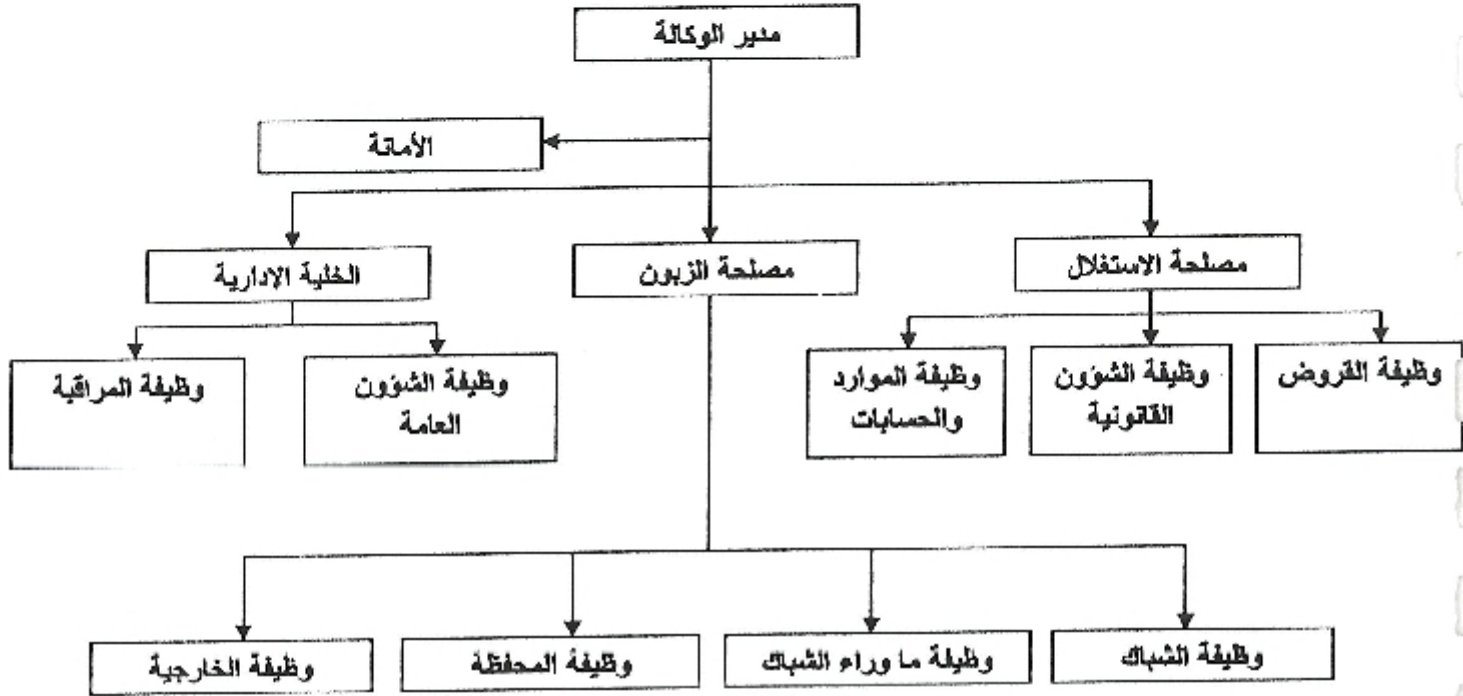 مدير الوكالة
الأمانة
مصلحة الاستغلال
مصلحة الزبون
الخلية الإدارية
وظيفة القروض
وظيفة الشؤون
القانونية
وظيفة الموارد
والحسابات
وظيفة الشؤون
العامة
وظيفة المراقبة
وظيفة الشباك
وظيفة ما وراء الشباك
وظيفة المحفظة
وظيفة الخارجية